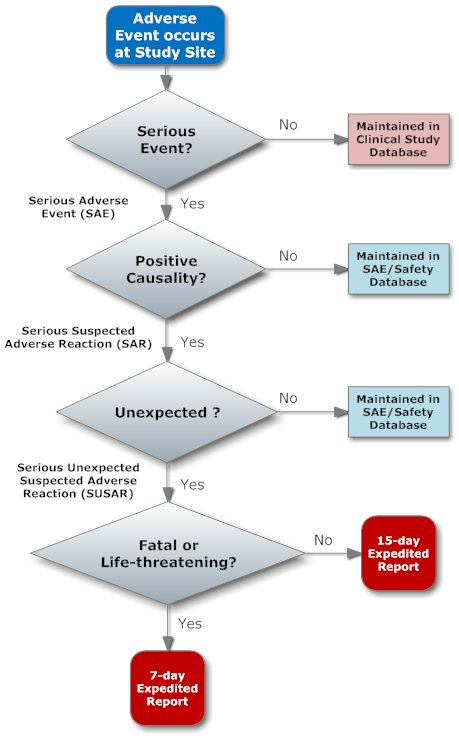 Adverse
Event occurs
at Study Site
Serious
Event?
No
Maintained in
Clinical Study
Database
Serious Adverse
Event (SAE)
Yes
Positive
Causality?
No
Maintained in
SAE/Safety
Database
Serious Suspected
Adverse Reaction (SAR)
Yes
Unexpected ?
No
Maintained in
SAE/Safety
Database
Serious Unexpected
Suspected Adverse
Reaction (SUSAR)
Yes
Fatal or
Life-threatening?
No
15-day
Expedited
Report
Yes
7-day
Expedited
Report